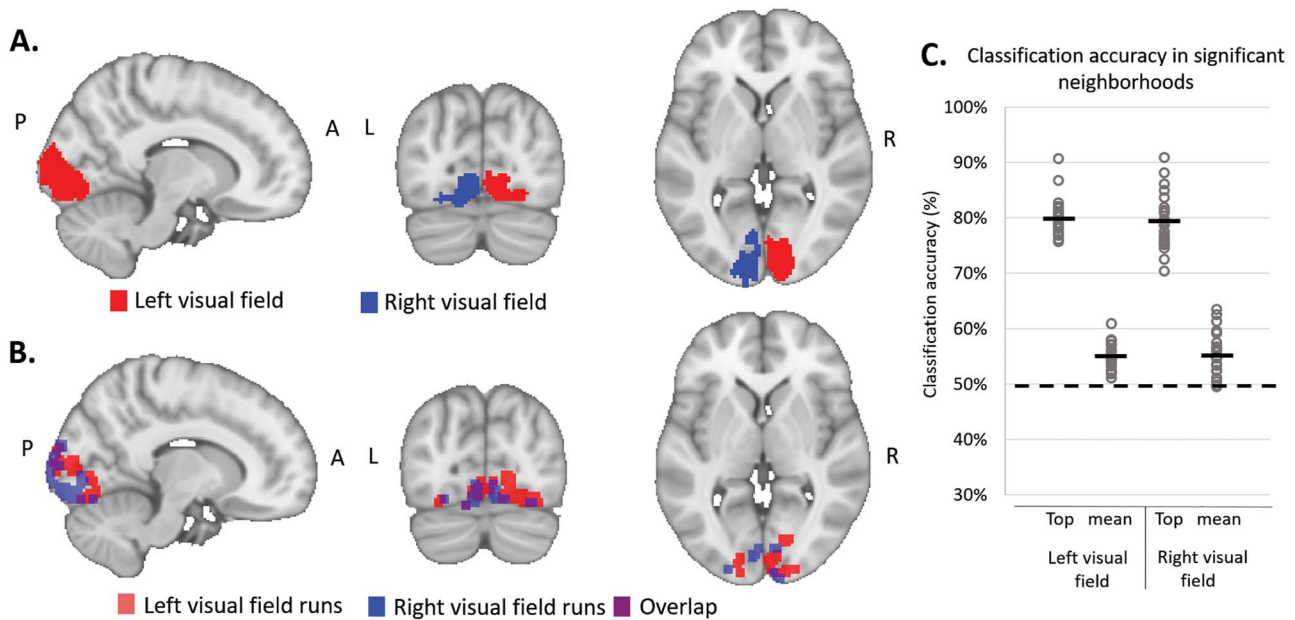 A.
P
A
L
R
Left visual field
Right visual field
B.
P
A
L
R
Left visual field runs
Right visual field runs
Overlap
C.
Classification accuracy in significant
neighborhoods
Classification accuracy (%)
100%
90%
80%
70%
60%
50%
40%
30%
Top mean Top mean
Left visual Right visual
field field